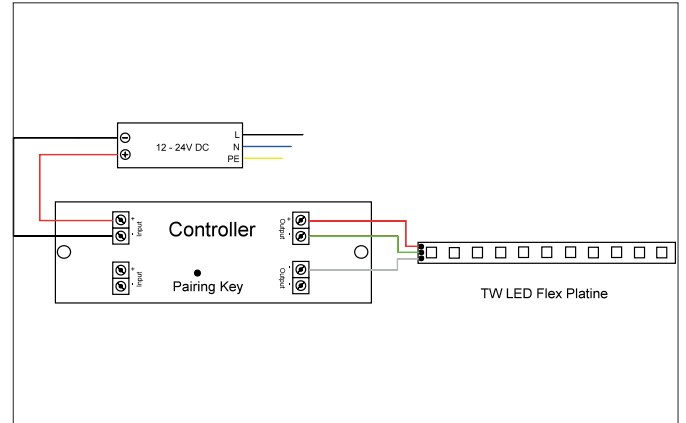 L
12 - 24V DC
N
PE
+
Input
-
Controller
+
Output
-
+
Input
-
Pairing Key
-
Output
-
TW LED Flex Platine